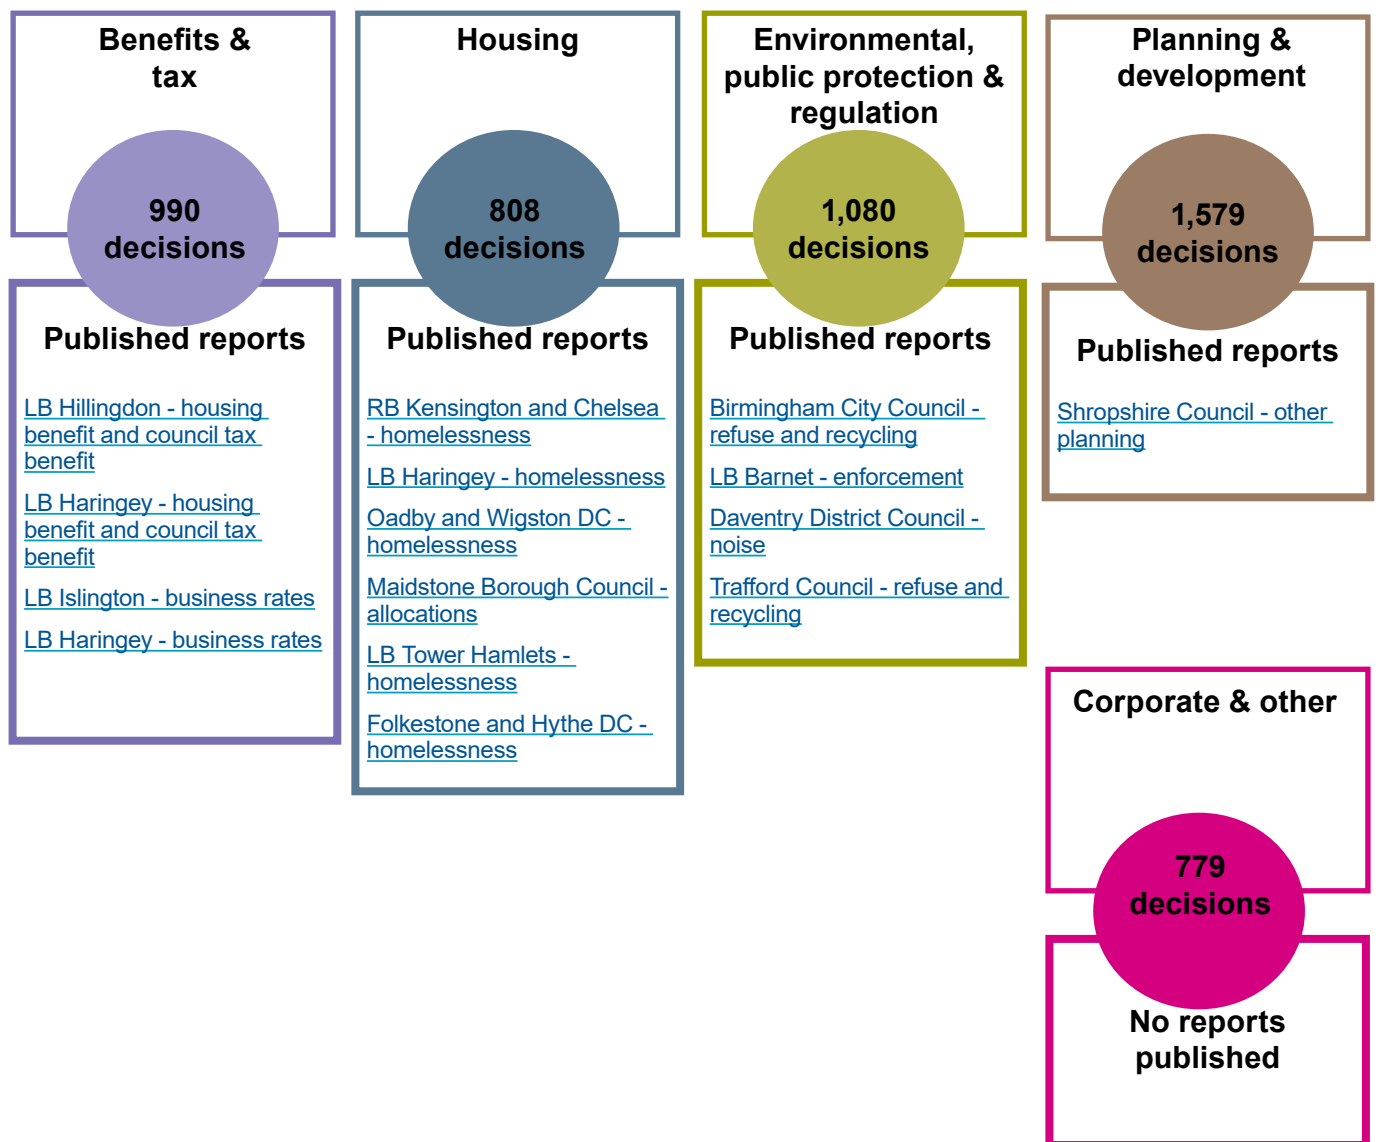 Benefits &
tax
990
decisions
Published reports
LB Hillingdon - housing
benefit and council tax
benefit
LB Haringey - housing
benefit and council tax
benefit
LB Islington - business rates
LB Haringey - business rates
Housing
808
decisions
Published reports
RB Kensington and Chelsea
- homelessness
LB Haringey - homelessness
Oadby and Wigston DC -
homelessness
Maidstone Borough Council -
allocations
LB Tower Hamlets -
homelessness
Folkestone and Hythe DC -
homelessness
Environmental,
public protection &
regulation
1,080
decisions
Published reports
Birmingham City Council -
refuse and recycling
LB Barnet - enforcement
Daventry District Council -
noise
Trafford Council - refuse and
recycling
Planning &
development
1,579
decisions
Published reports
Shropshire Council - other
planning
Corporate & other
779
decisions
No reports
published